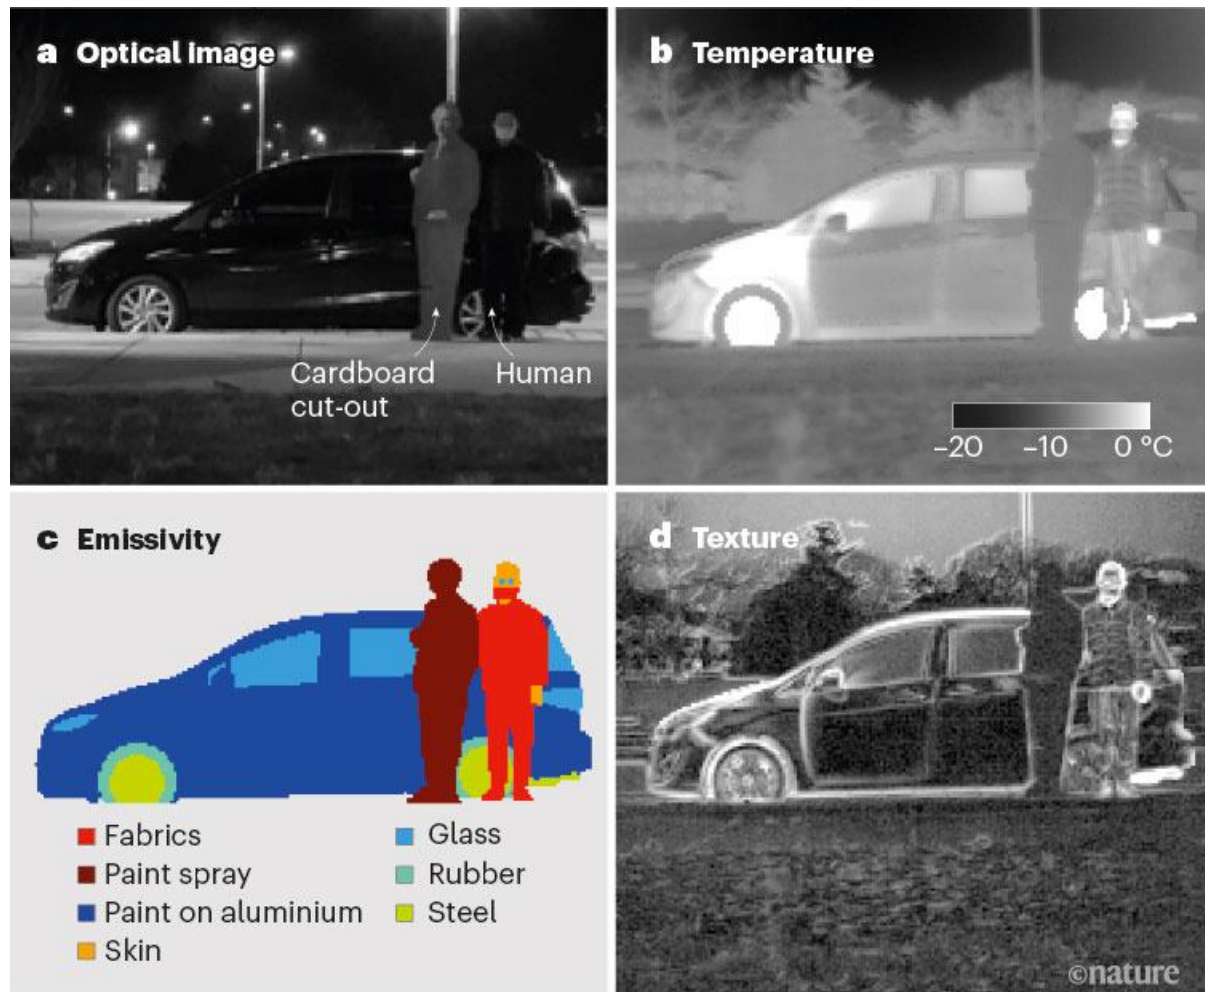 a Optical image
Cardboard
cut-out
Human
b Temperature
–20 –10 0 °C
c Emissivity
Fabrics
Paint spray
Paint on aluminium
Skin
Glass
Rubber
Steel
d Texture
©nature